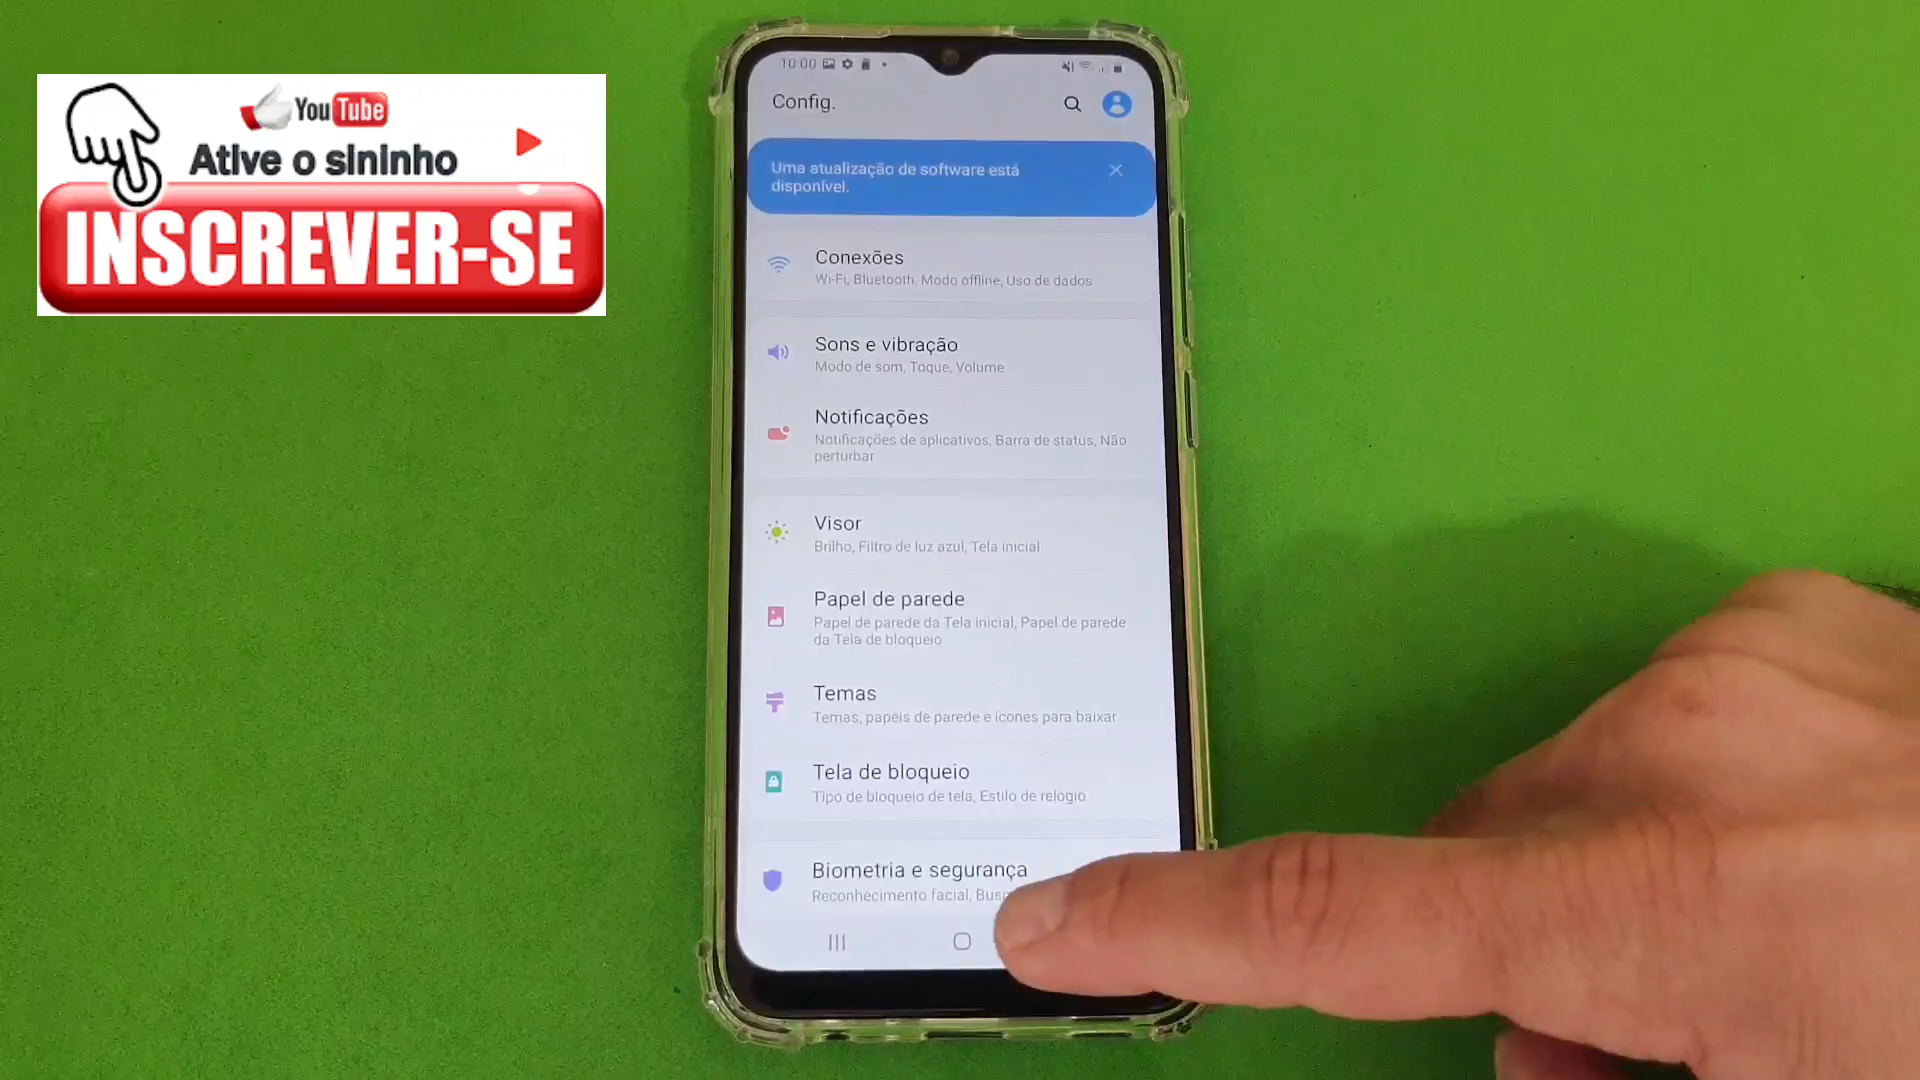 YouTube
Ative o sininho
INSCREVER-SE
10:00
Config.
Uma atualização de software está
disponível.
Conexões
Wi-Fi, Bluetooth, Modo offline, Uso de dados
Sons e vibração
Modo de som, Toque, Volume
Notificações
Notificações de aplicativos, Barra de status, Não
perturbar
Visor
Brilho, Filtro de luz azul, Tela inicial
Papel de parede
Papel de parede da Tela inicial, Papel de parede
da Tela de bloqueio
Temas
Temas, papéis de parede e ícones para baixar
Tela de bloqueio
Tipo de bloqueio de tela, Estilo de relógio
Biometria e segurança
Reconhecimento facial,